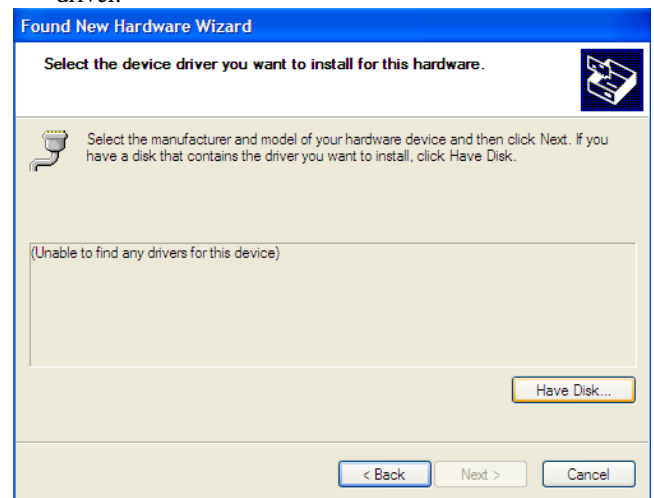 driver.
Found New Hardware Wizard
Select the device driver you want to install for this hardware.
Select the manufacturer and model of your hardware device and then click Next. If you
have a disk that contains the driver you want to install, click Have Disk.
(Unable to find any drivers for this device)
Have Disk...
< Back
Next >
Cancel